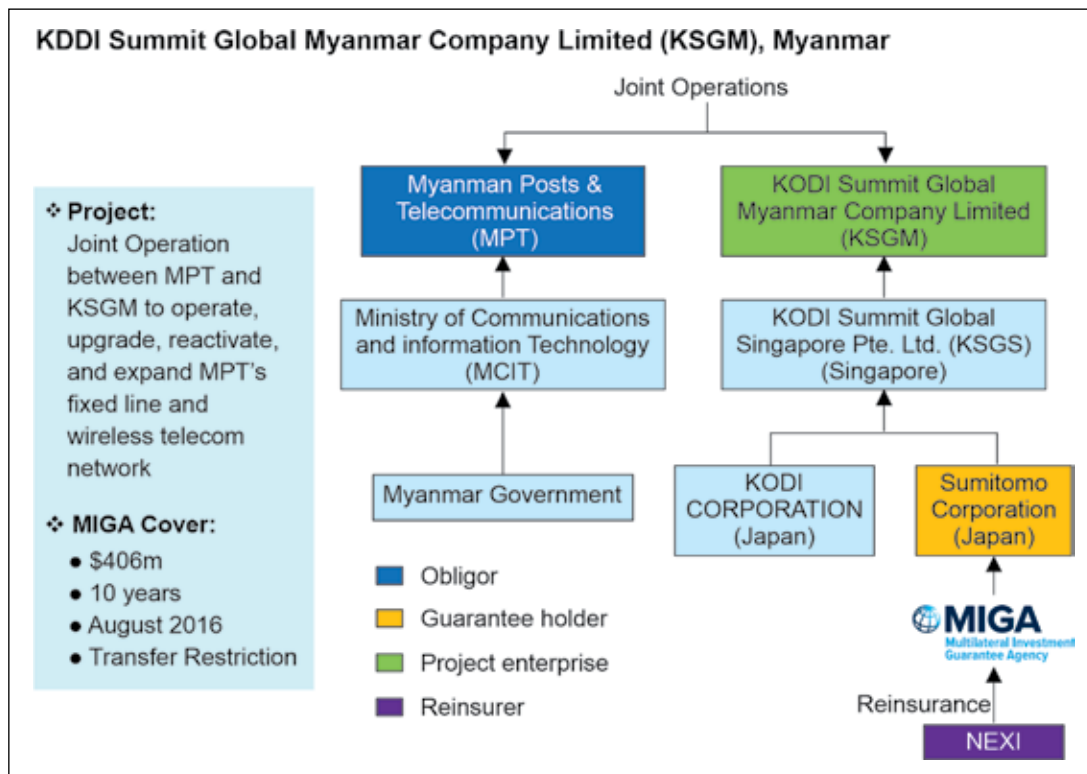 KDDI Summit Global Myanmar Company Limited (KSGM), Myanmar
Joint Operations
❖ Project:
Joint Operation
between MPT and
KSGM to operate,
upgrade, reactivate,
and expand MPT's
fixed line and
wireless telecom
network
❖ MIGA Cover:
● $406m
● 10 years
● August 2016
● Transfer Restriction
Myanman Posts &
Telecommunications
(MPT)
KODI Summit Global
Myanmar Company Limited
(KSGM)
Ministry of Communications
and information Technology
(MCIT)
KODI Summit Global
Singapore Pte. Ltd. (KSGS)
(Singapore)
Myanmar Government
KODI
CORPORATION
(Japan)
Sumitomo
Corporation
(Japan)
Obligor
Guarantee holder
Project enterprise
Reinsurer
MIGA
Multilateral Investment
Guarantee Agency
Reinsurance
NEXI